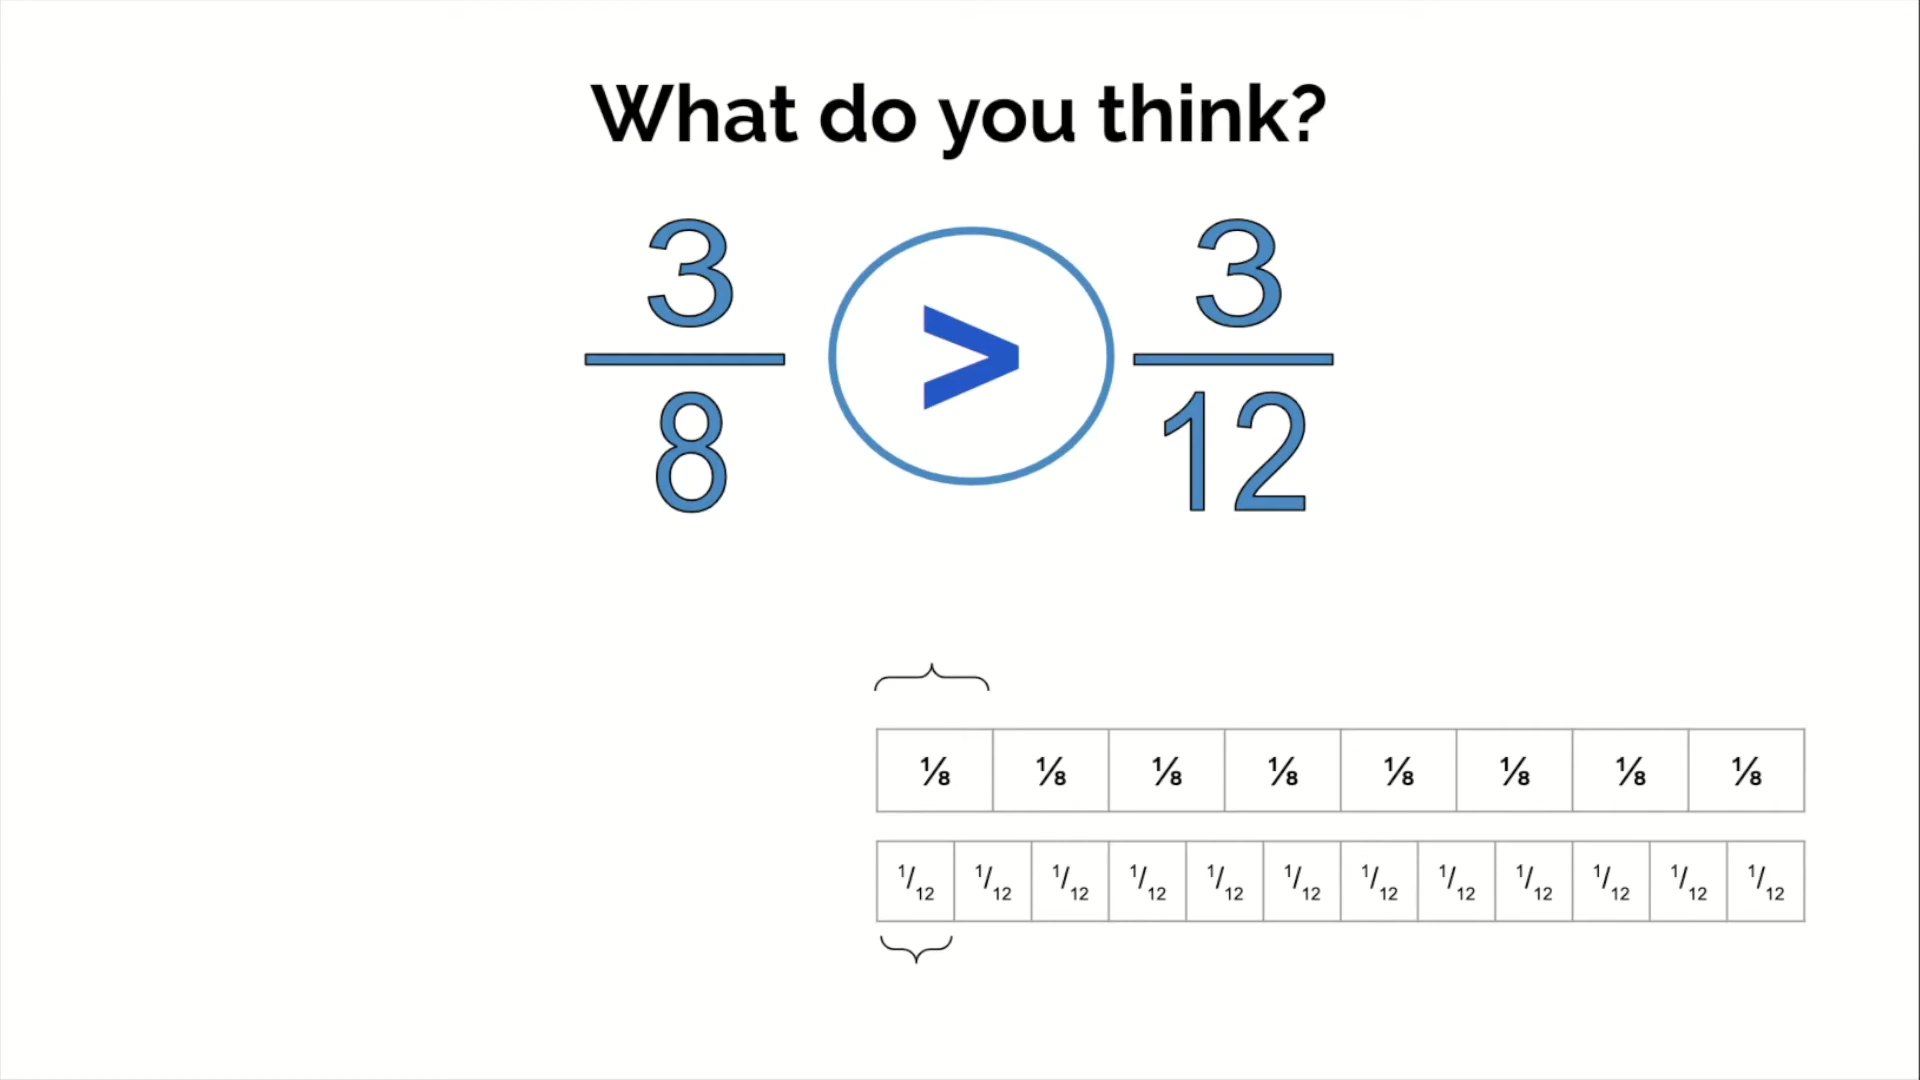 What do you think?
3/8 > 3/12
⅛ ⅛ ⅛ ⅛ ⅛ ⅛ ⅛ ⅛
1/12 1/12 1/12 1/12 1/12 1/12 1/12 1/12 1/12 1/12 1/12 1/12